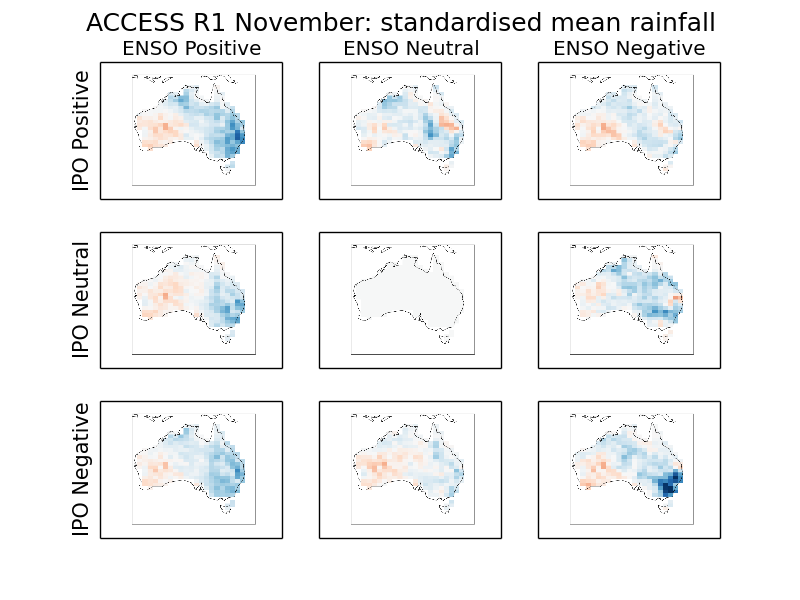 ACCESS R1 November: standardised mean rainfall
ENSO Positive
ENSO Neutral
ENSO Negative
IPO Positive
IPO Neutral
IPO Negative